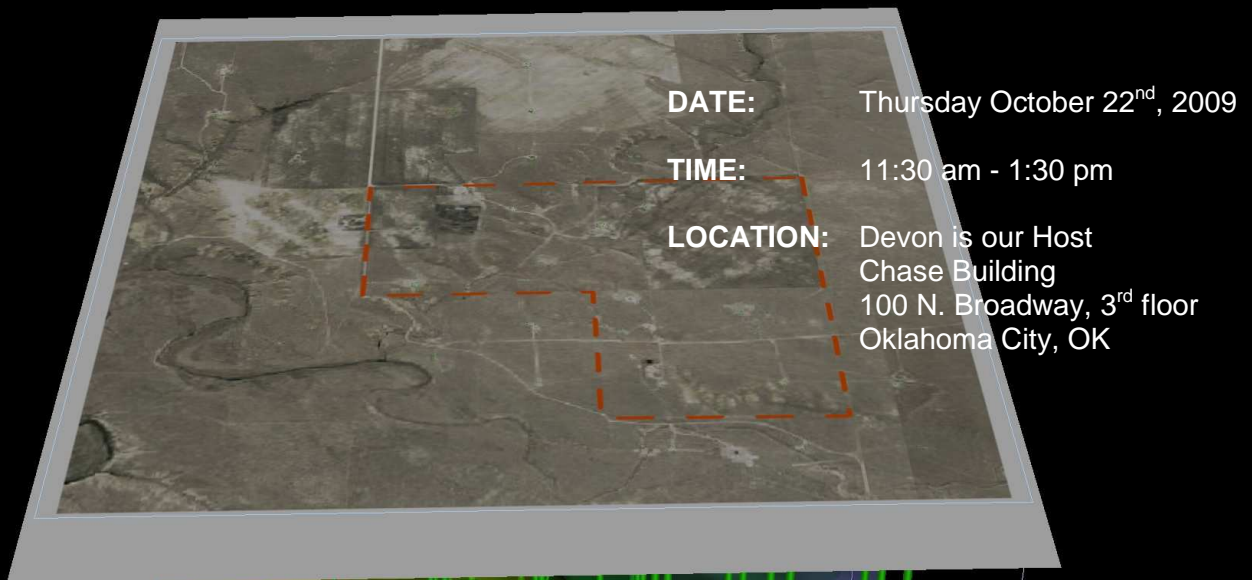 DATE: Thursday October 22nd, 2009
TIME: 11:30 am - 1:30 pm
LOCATION: Devon is our Host
Chase Building
100 N. Broadway, 3rd floor
Oklahoma City, OK